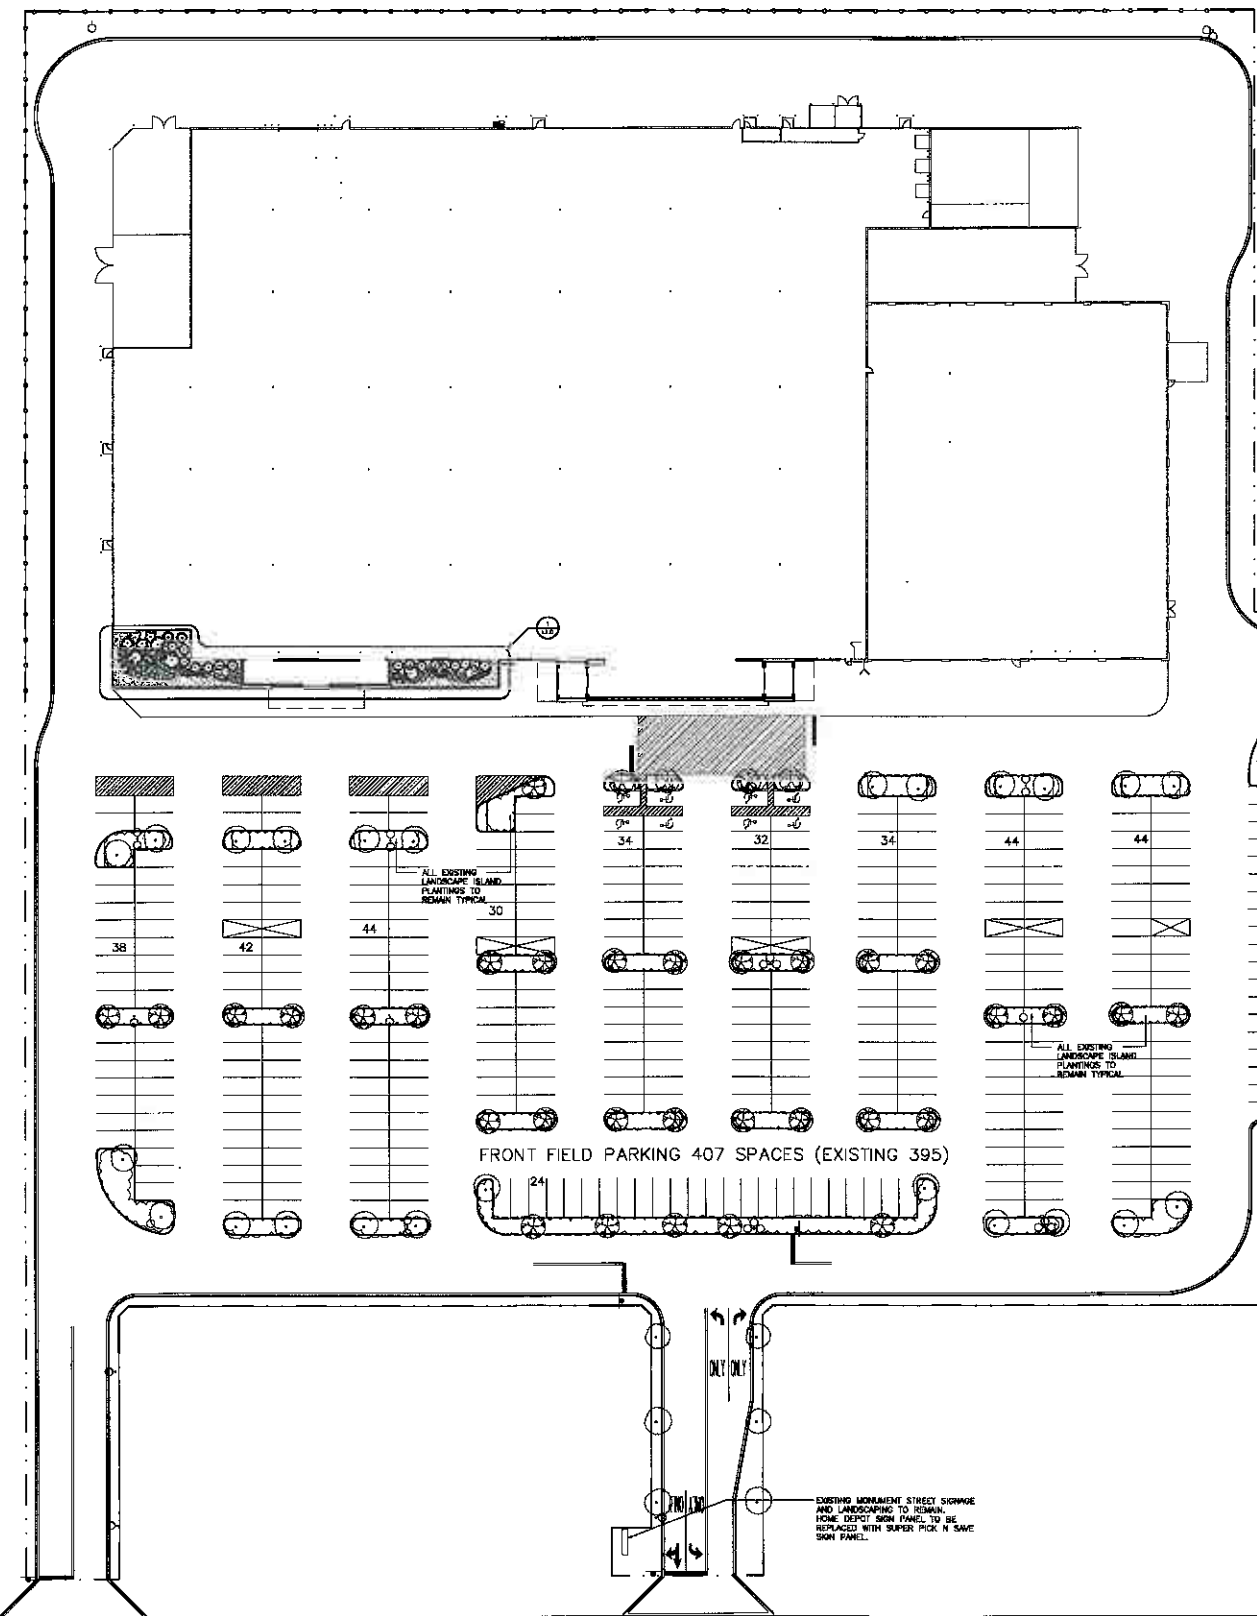 34
32
34
44
44
ALL EXISTING
LANDSCAPE ISLAND
PLANTINGS TO
REMAIN TYPICAL
30
44
38
42
ALL EXISTING
LANDSCAPE ISLAND
PLANTINGS TO
REMAIN TYPICAL
FRONT FIELD PARKING 407 SPACES (EXISTING 395)
24
ONLY ONLY
EXISTING MONUMENT STREET SIGNAGE
AND LANDSCAPING TO REMAIN.
HOME DEPOT SIGN PANEL TO BE
REPLACED WITH SUPER PICK N SAVE
SIGN PANEL.